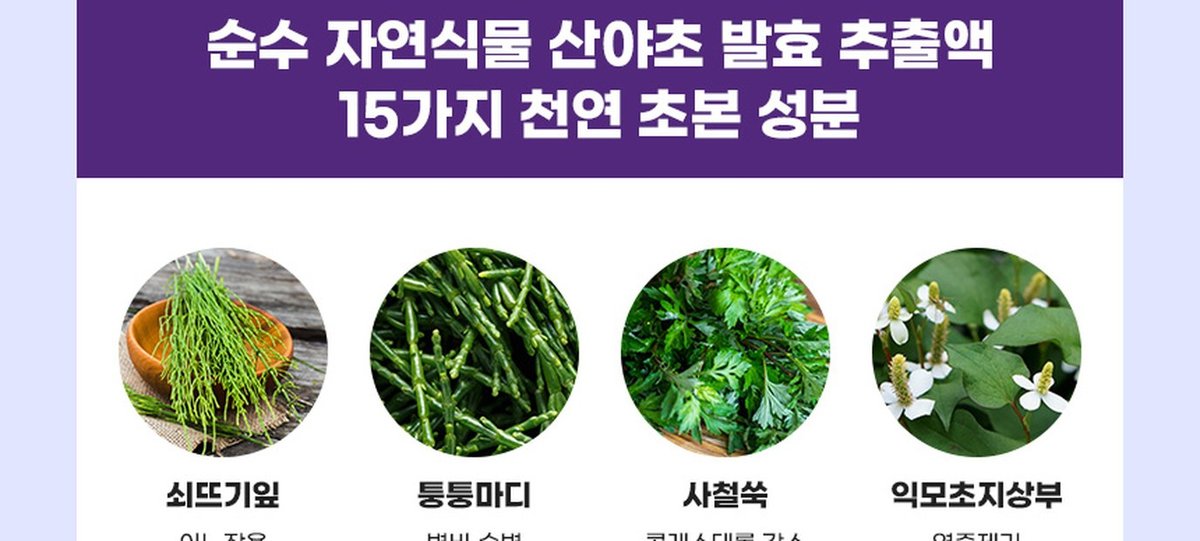 순수 자연식물 산야초 발효 추출액
15가지 천연 초본 성분
쇠뜨기잎
퉁퉁마디
사철쑥
익모초지상부